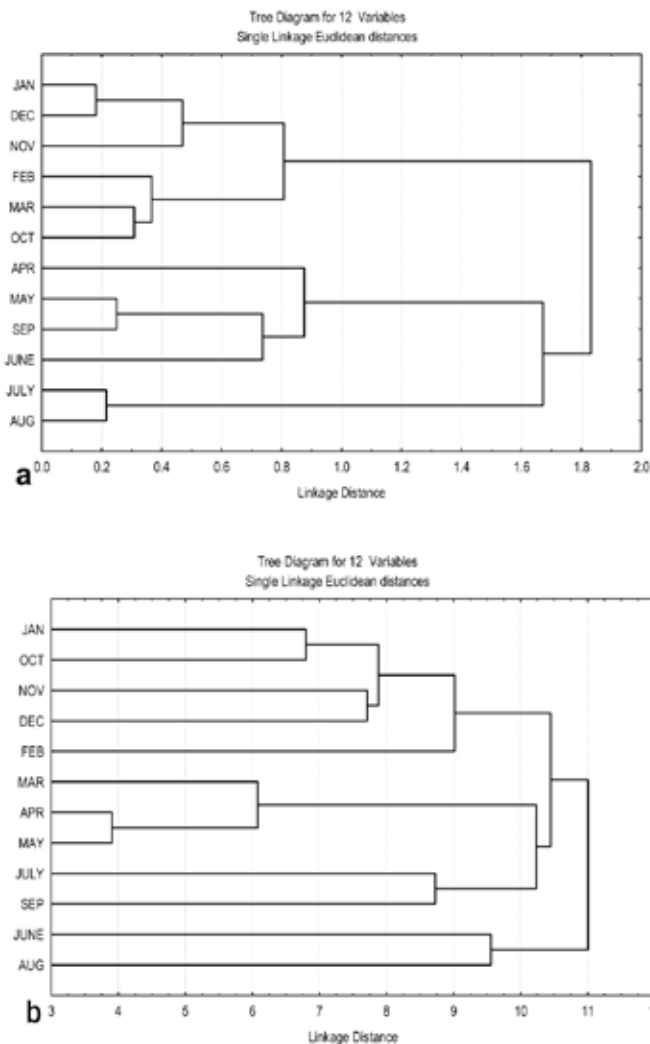 Tree Diagram for 12 Variables
Single Linkage Euclidean distances
JAN
DEC
NOV
FEB
MAR
OCT
APR
MAY
SEP
JUNE
JULY
AUG
0.0 0.2 0.4 0.6 0.8 1.0 1.2 1.4 1.6 1.8 2.0
a
Linkage Distance
Tree Diagram for 12 Variables
Single Linkage Euclidean distances
JAN
OCT
NOV
DEC
FEB
MAR
APR
MAY
JULY
SEP
JUNE
AUG
b
3 4 5 6 7 8 9 10 11
Linkage Distance